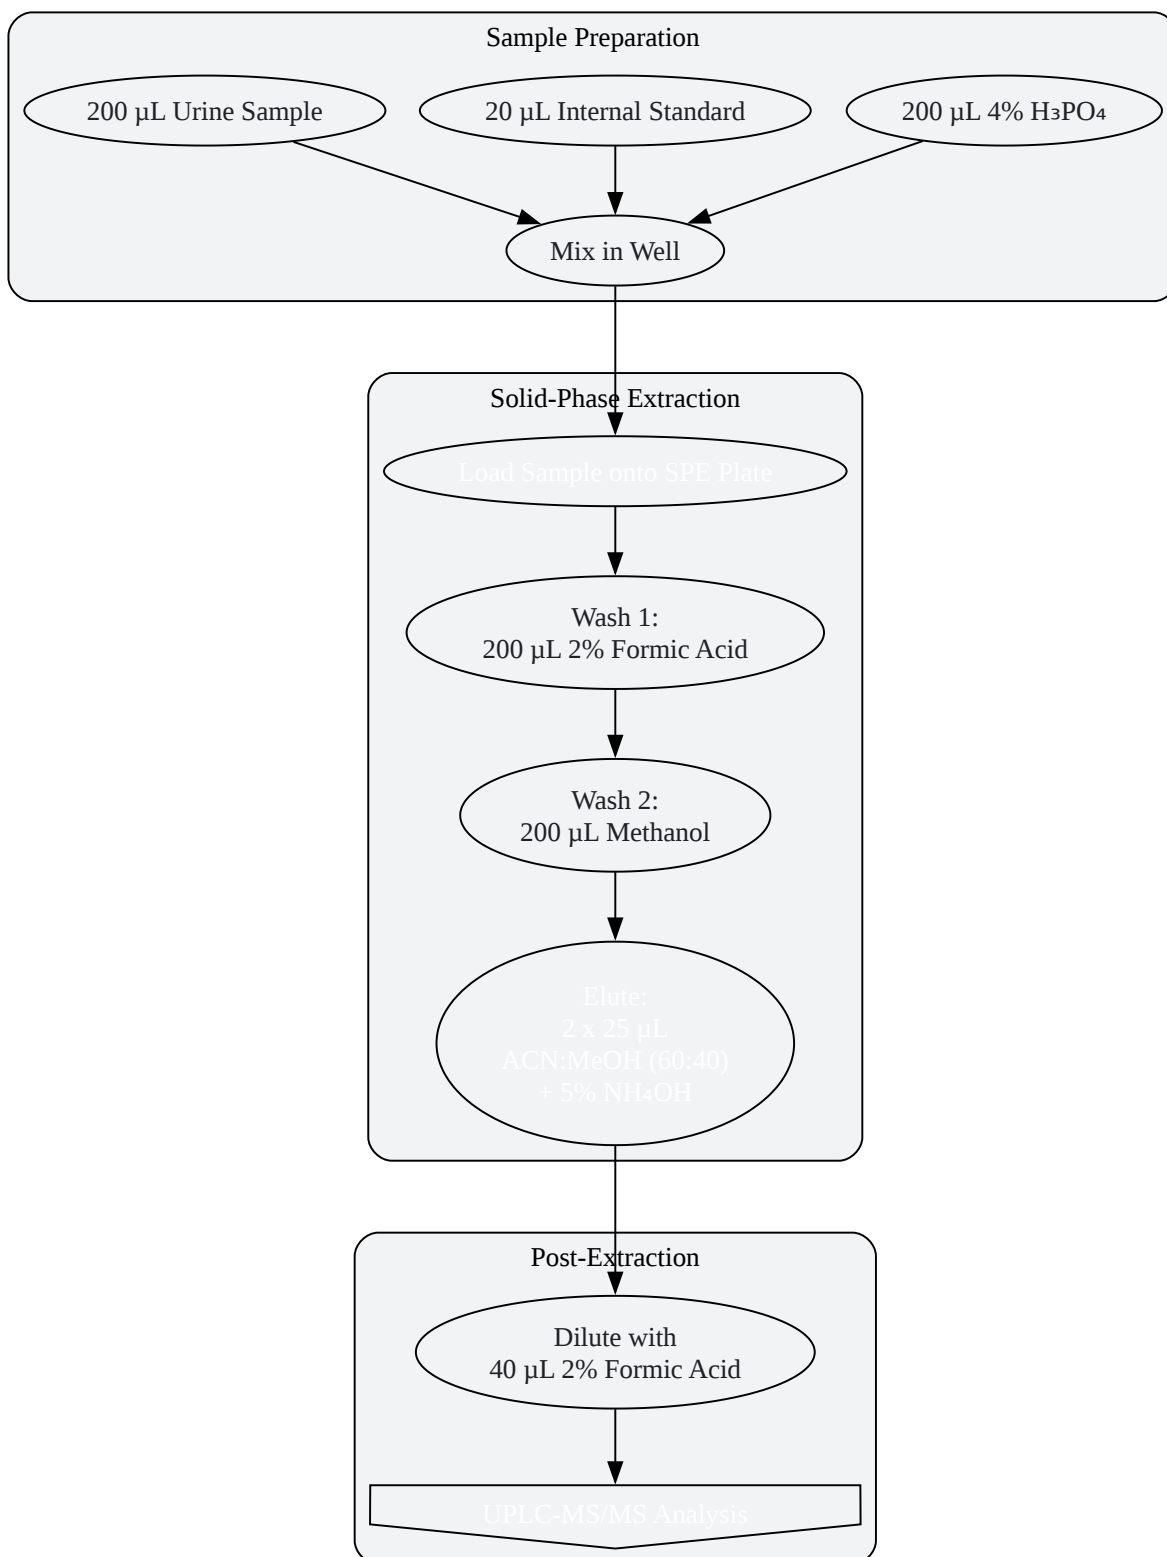 Sample Preparation
200 µL Urine Sample
20 µL Internal Standard
200 µL 4% H₃PO₄
Mix in Well
Solid-Phase Extraction
Load Sample onto SPE Plate
Wash 1:
200 µL 2% Formic Acid
Wash 2:
200 µL Methanol
Elute:
2 x 25 µL
ACN:MeOH (60:40)
+ 5% NH₄OH
Post-Extraction
Dilute with
40 µL 2% Formic Acid
UPLC-MS/MS Analysis